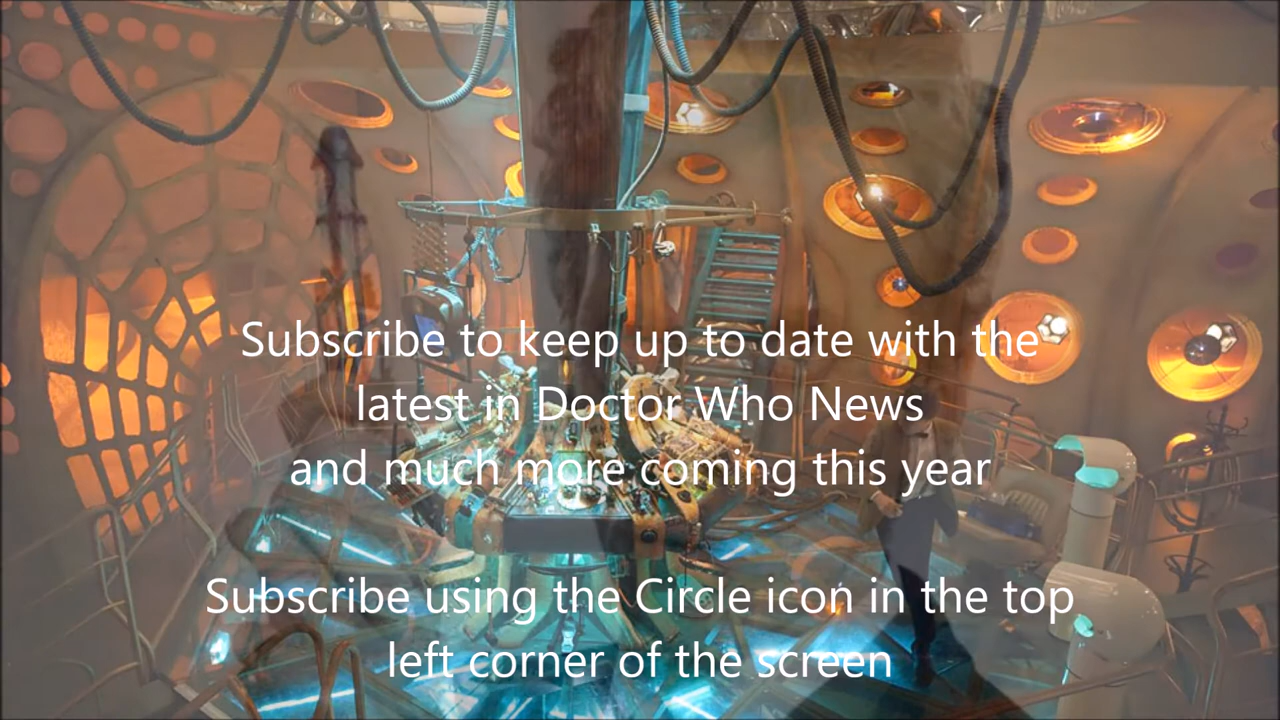 Subscribe to keep up to date with the
latest in Doctor Who News
and much more coming this year
Subscribe using the Circle icon in the top
left corner of the screen